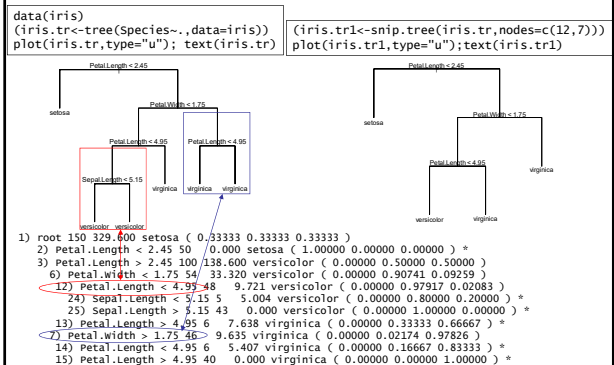 data(iris)
(iris.tr<-tree(Species~.,data=iris))
plot(iris.tr,type="u"); text(iris.tr)
(iris.tr1<-snip.tree(iris.tr,nodes=c(12,7)))
plot(iris.tr1,type="u");text(iris.tr1)
Petal.Length < 2.45
setosa
Petal.Width < 1.75
Petal.Length < 4.95
Petal.Length < 4.95
Sepal.Length < 5.15
virginica
virginica
virginica
versicolor
versicolor
Petal.Length < 2.45
setosa
Petal.Width < 1.75
Petal.Length < 4.95
virginica
versicolor
virginica
1) root 150 329.600 setosa ( 0.33333 0.33333 0.33333 )
2) Petal.Length < 2.45 50 0.000 setosa ( 1.00000 0.00000 0.00000 ) *
3) Petal.Length > 2.45 100 138.600 versicolor ( 0.00000 0.50000 0.50000 )
6) Petal.Width < 1.75 54 33.320 versicolor ( 0.00000 0.90741 0.09259 )
12) Petal.Length < 4.95 48 9.721 versicolor ( 0.00000 0.97917 0.02083 )
24) Sepal.Length < 5.15 5 5.004 versicolor ( 0.00000 0.80000 0.20000 ) *
25) Sepal.Length > 5.15 43 0.000 versicolor ( 0.00000 1.00000 0.00000 ) *
13) Petal.Length > 4.95 6 7.638 virginica ( 0.00000 0.33333 0.66667 ) *
7) Petal.Width > 1.75 46 9.635 virginica ( 0.00000 0.02174 0.97826 )
14) Petal.Length < 4.95 6 5.407 virginica ( 0.00000 0.16667 0.83333 ) *
15) Petal.Length > 4.95 40 0.000 virginica ( 0.00000 0.00000 1.00000 ) *